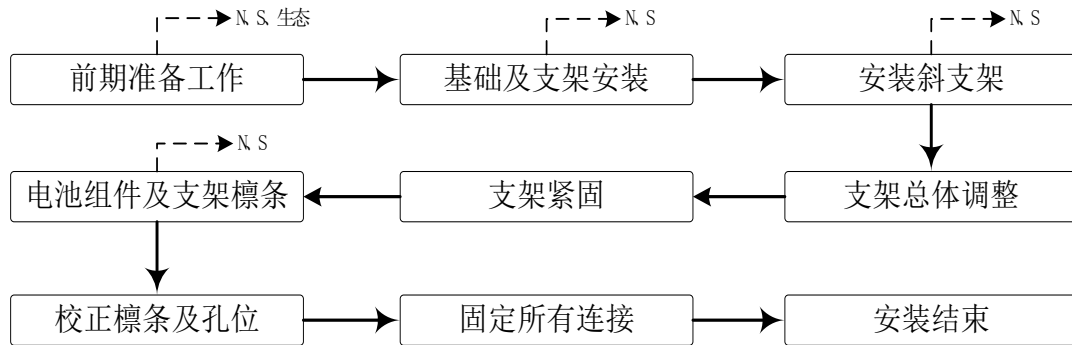 N, S, 生态
N, S
N, S
前期准备工作
基础及支架安装
安装斜支架
N, S
电池组件及支架檩条
支架紧固
支架总体调整
校正檩条及孔位
固定所有连接
安装结束